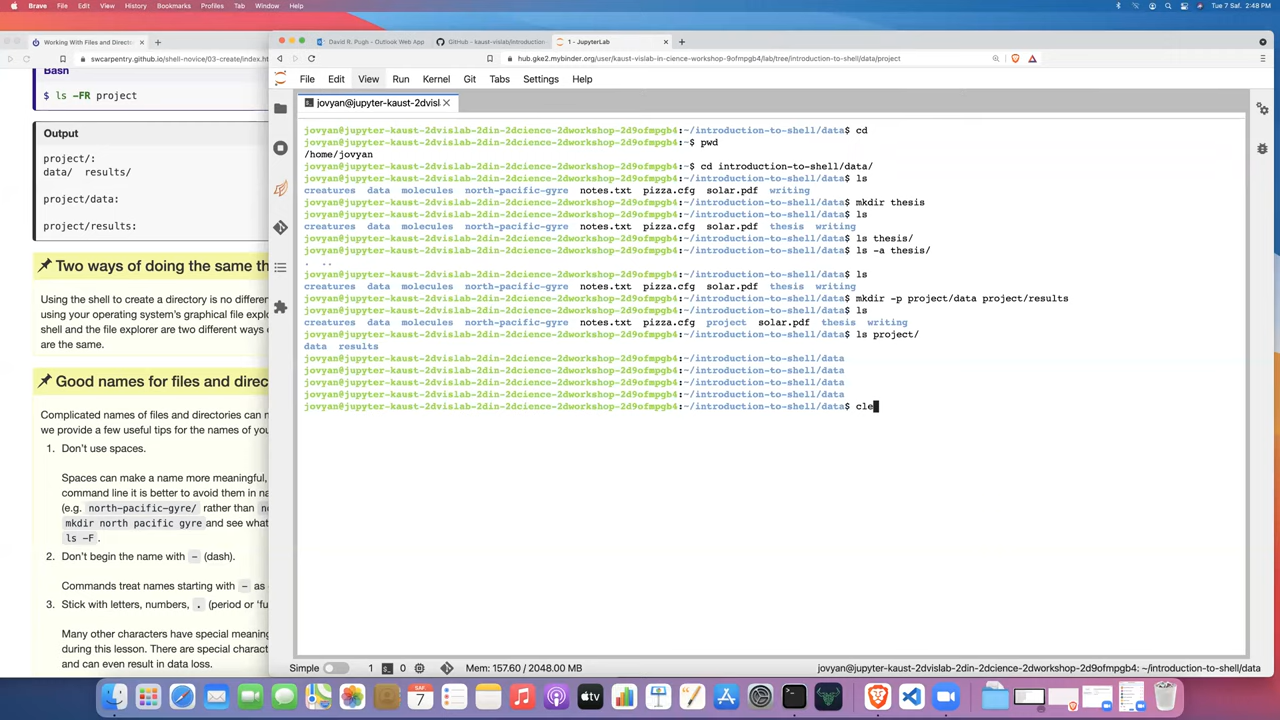 Brave File Edit View History Bookmarks Profiles Tab Window Help
Tue 7 Saf. 2:48 PM
Working With Files and Direct
swcarpentry.github.io/shell-novice/03-create/index.h
Bash
$ ls -FR project
Output
project/:
data/  results/
project/data:
project/results:
Two ways of doing the same th
Using the shell to create a directory is no differen
using your operating system's graphical file explo
shell and the file explorer are two different ways o
are the same.
Good names for files and direc
Complicated names of files and directories can m
we provide a few useful tips for the names of you
1. Don't use spaces.
Spaces can make a name more meaningful,
command line it is better to avoid them in na
(e.g. north-pacific-gyre/ rather than no
mkdir north pacific gyre and see what
ls -F.
2. Don't begin the name with - (dash).
Commands treat names starting with - as
3. Stick with letters, numbers, . (period or 'fu
Many other characters have special meaning
during this lesson. There are special charact
and can even result in data loss.
David R. Pugh - Outlook Web App
GitHub - kaust-vislab/introduction
1 - JupyterLab
hub.gke2.mybinder.org/user/kaust-vislab-in-cience-workshop-9ofmpgb4/lab/tree/introduction-to-shell/data/project
File Edit View Run Kernel Git Tabs Settings Help
jovyan@jupyter-kaust-2dvisl
jovyan@jupyter-kaust-2dvislab-2din-2dcience-2dworkshop-2d9ofmpgb4:~/introduction-to-shell/data$ cd
jovyan@jupyter-kaust-2dvislab-2din-2dcience-2dworkshop-2d9ofmpgb4:~$ pwd
/home/jovyan
jovyan@jupyter-kaust-2dvislab-2din-2dcience-2dworkshop-2d9ofmpgb4:~$ cd introduction-to-shell/data/
jovyan@jupyter-kaust-2dvislab-2din-2dcience-2dworkshop-2d9ofmpgb4:~/introduction-to-shell/data$ ls
creatures  data  molecules  north-pacific-gyre  notes.txt  pizza.cfg  solar.pdf  writing
jovyan@jupyter-kaust-2dvislab-2din-2dcience-2dworkshop-2d9ofmpgb4:~/introduction-to-shell/data$ mkdir thesis
jovyan@jupyter-kaust-2dvislab-2din-2dcience-2dworkshop-2d9ofmpgb4:~/introduction-to-shell/data$ ls
creatures  data  molecules  north-pacific-gyre  notes.txt  pizza.cfg  solar.pdf  thesis  writing
jovyan@jupyter-kaust-2dvislab-2din-2dcience-2dworkshop-2d9ofmpgb4:~/introduction-to-shell/data$ ls thesis/
jovyan@jupyter-kaust-2dvislab-2din-2dcience-2dworkshop-2d9ofmpgb4:~/introduction-to-shell/data$ ls -a thesis/
.  ..
jovyan@jupyter-kaust-2dvislab-2din-2dcience-2dworkshop-2d9ofmpgb4:~/introduction-to-shell/data$ ls
creatures  data  molecules  north-pacific-gyre  notes.txt  pizza.cfg  solar.pdf  thesis  writing
jovyan@jupyter-kaust-2dvislab-2din-2dcience-2dworkshop-2d9ofmpgb4:~/introduction-to-shell/data$ mkdir -p project/data project/results
jovyan@jupyter-kaust-2dvislab-2din-2dcience-2dworkshop-2d9ofmpgb4:~/introduction-to-shell/data$ ls
creatures  data  molecules  north-pacific-gyre  notes.txt  pizza.cfg  project  solar.pdf  thesis  writing
jovyan@jupyter-kaust-2dvislab-2din-2dcience-2dworkshop-2d9ofmpgb4:~/introduction-to-shell/data$ ls project/
data  results
jovyan@jupyter-kaust-2dvislab-2din-2dcience-2dworkshop-2d9ofmpgb4:~/introduction-to-shell/data
jovyan@jupyter-kaust-2dvislab-2din-2dcience-2dworkshop-2d9ofmpgb4:~/introduction-to-shell/data
jovyan@jupyter-kaust-2dvislab-2din-2dcience-2dworkshop-2d9ofmpgb4:~/introduction-to-shell/data
jovyan@jupyter-kaust-2dvislab-2din-2dcience-2dworkshop-2d9ofmpgb4:~/introduction-to-shell/data
jovyan@jupyter-kaust-2dvislab-2din-2dcience-2dworkshop-2d9ofmpgb4:~/introduction-to-shell/data$ cle
Simple 1 0 Mem: 157.60 / 2048.00 MB
jovyan@jupyter-kaust-2dvislab-2din-2dcience-2dworkshop-2d9ofmpgb4: ~/introduction-to-shell/data
SAF.
7
tv